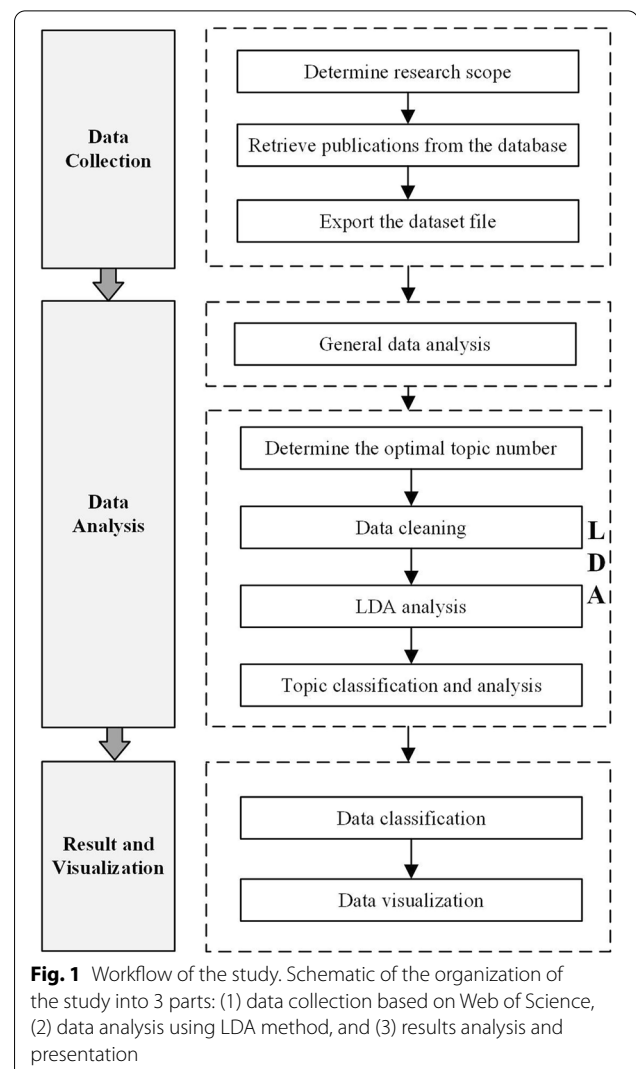 Data
Collection
Determine research scope
Retrieve publications from the database
Export the dataset file
Data
Analysis
General data analysis
Determine the optimal topic number
Data cleaning
LDA analysis
Topic classification and analysis
L
D
A
Result and
Visualization
Data classification
Data visualization
Fig. 1 Workflow of the study. Schematic of the organization of
the study into 3 parts: (1) data collection based on Web of Science,
(2) data analysis using LDA method, and (3) results analysis and
presentation